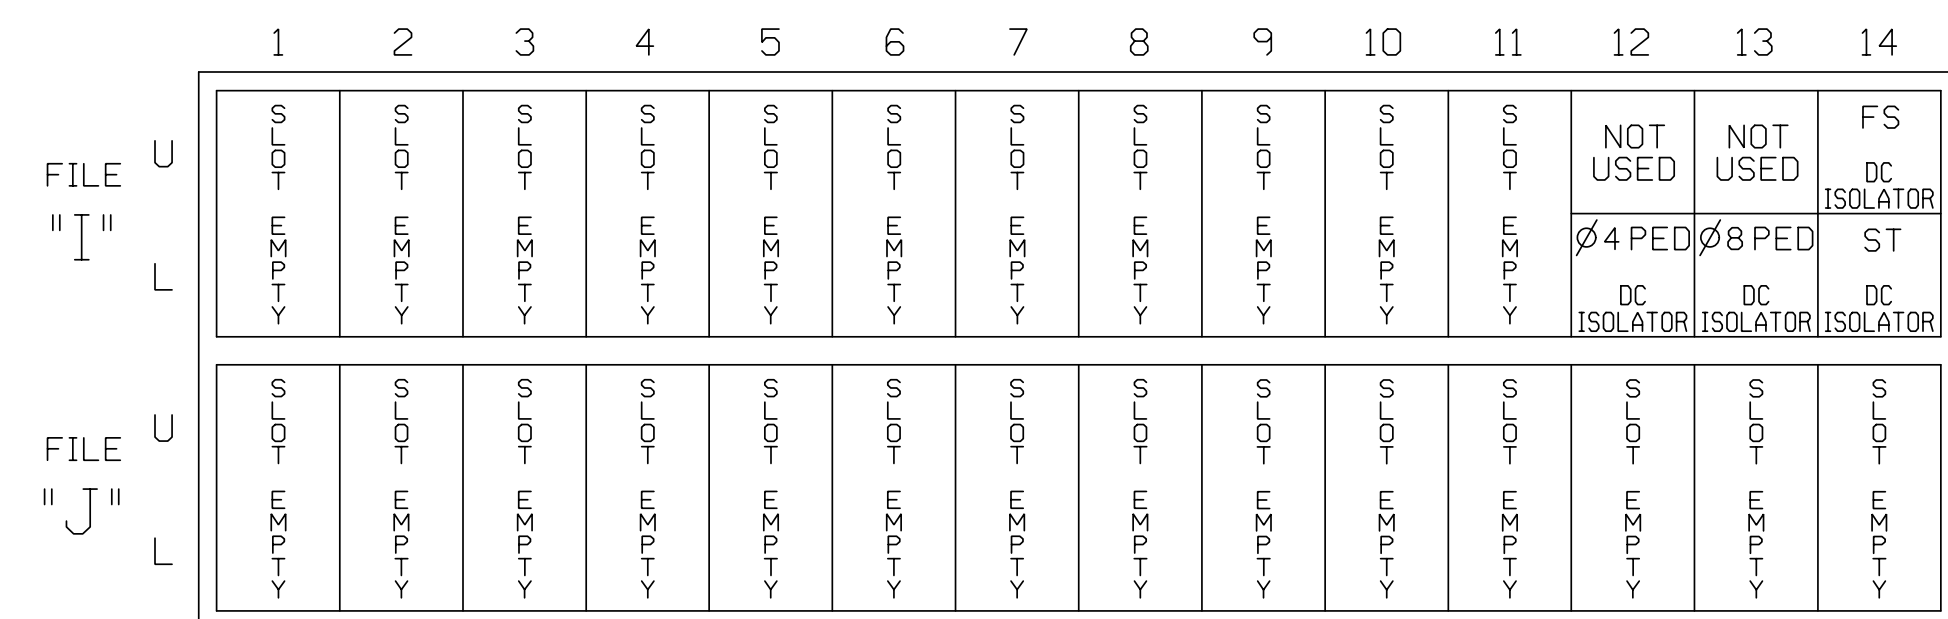 1 2 3 4 5 6 7 8 9 10 11 12 13 14
FILE "I"
U
L
SLOT EMPTY
SLOT EMPTY
SLOT EMPTY
SLOT EMPTY
SLOT EMPTY
SLOT EMPTY
SLOT EMPTY
SLOT EMPTY
SLOT EMPTY
SLOT EMPTY
SLOT EMPTY
NOT
USED
Ø4 PED
DC
ISOLATOR
NOT
USED
Ø8 PED
DC
ISOLATOR
FS
DC
ISOLATOR
ST
DC
ISOLATOR
FILE "J"
U
L
SLOT EMPTY
SLOT EMPTY
SLOT EMPTY
SLOT EMPTY
SLOT EMPTY
SLOT EMPTY
SLOT EMPTY
SLOT EMPTY
SLOT EMPTY
SLOT EMPTY
SLOT EMPTY
SLOT EMPTY
SLOT EMPTY
SLOT EMPTY